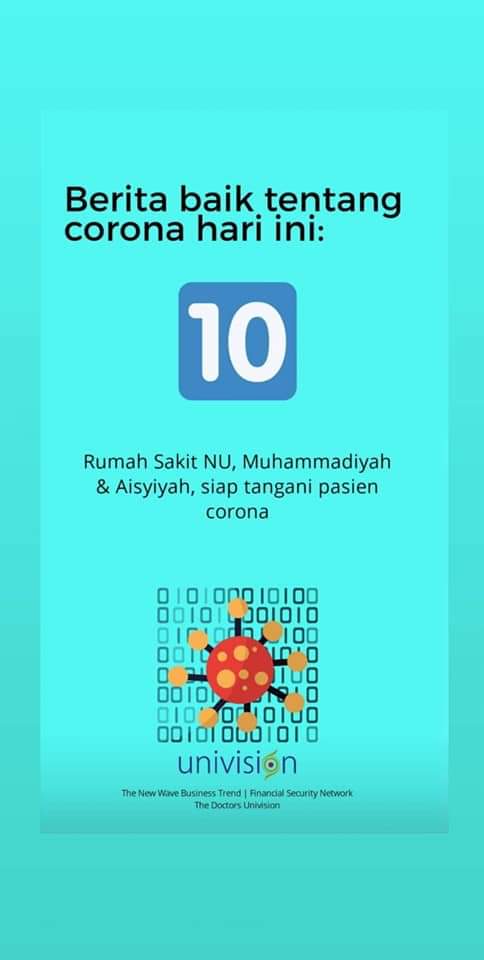 Berita baik tentang
corona hari ini:
10
Rumah Sakit NU, Muhammadiyah
& Aisyiyah, siap tangani pasien
corona
univision
The New Wave Business Trend | Financial Security Network
The Doctors Univision